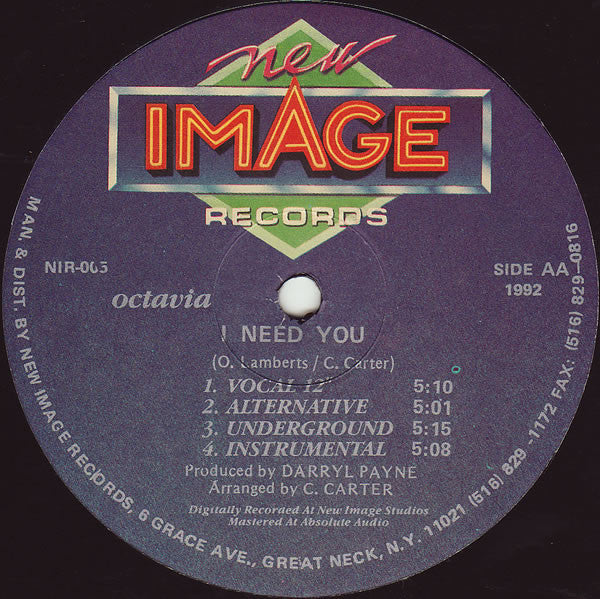 new
IMAGE
RECORDS
NIR-003
SIDE AA
1992
octavia
I NEED YOU
(O. Lamberts / C. Carter)
1. VOCAL 12" 5:10
2. ALTERNATIVE 5:01
3. UNDERGROUND 5:15
4. INSTRUMENTAL 5:08
Produced by DARRYL PAYNE
Arranged by C. CARTER
Digitally Recoraed At New Image Studios
Mastered At Absolute Audio
MAN. & DIST. BY NEW IMAGE RECORDS, 6 GRACE AVE., GREAT NECK, N.Y. 11021 (516) 829 -1172 FAX: (516) 829-0816